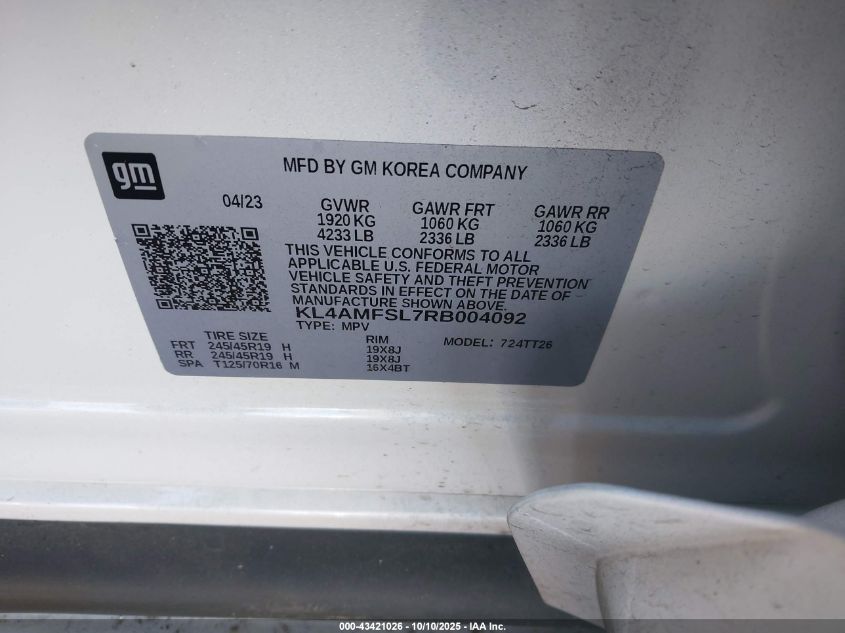 gm
MFD BY GM KOREA COMPANY
04/23
GVWR GAWR FRT GAWR RR
1920 KG 1060 KG 1060 KG
4233 LB 2336 LB 2336 LB
THIS VEHICLE CONFORMS TO ALL
APPLICABLE U.S. FEDERAL MOTOR
VEHICLE SAFETY AND THEFT PREVENTION
STANDARDS IN EFFECT ON THE DATE OF
MANUFACTURE SHOWN ABOVE.
KL4AMFSL7RB004092
TYPE: MPV MODEL: 724TT26
TIRE SIZE RIM
FRT 245/45R19 H 19X8J
RR 245/45R19 H 19X8J
SPA T125/70R16 M 16X4BT
000-43421026 - 10/10/2025 - IAA Inc.